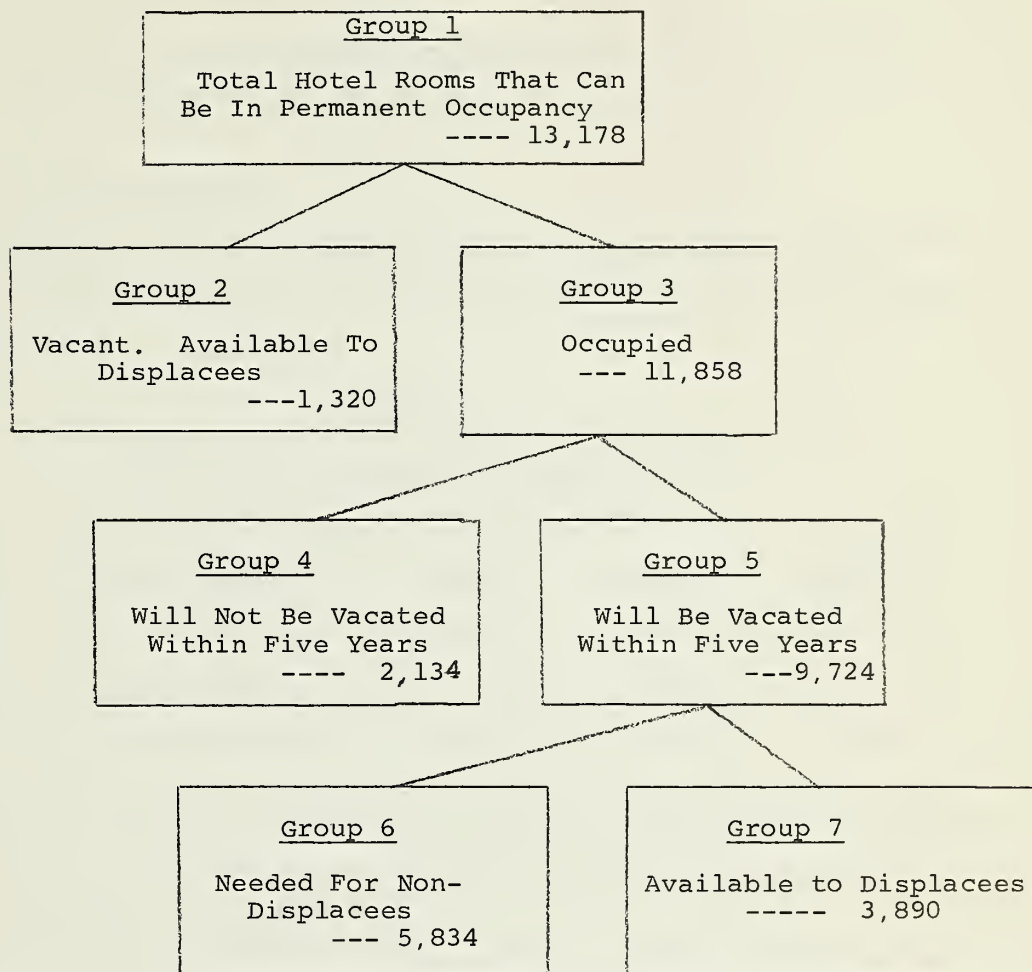 Group 1
Total Hotel Rooms That Can
Be In Permanent Occupancy
---- 13,178
Group 2
Vacant. Available To
Displacees
---1,320
Group 3
Occupied
--- 11,858
Group 4
Will Not Be Vacated
Within Five Years
---- 2,134
Group 5
Will Be Vacated
Within Five Years
---9,724
Group 6
Needed For Non-
Displacees
--- 5,834
Group 7
Available to Displacees
----- 3,890